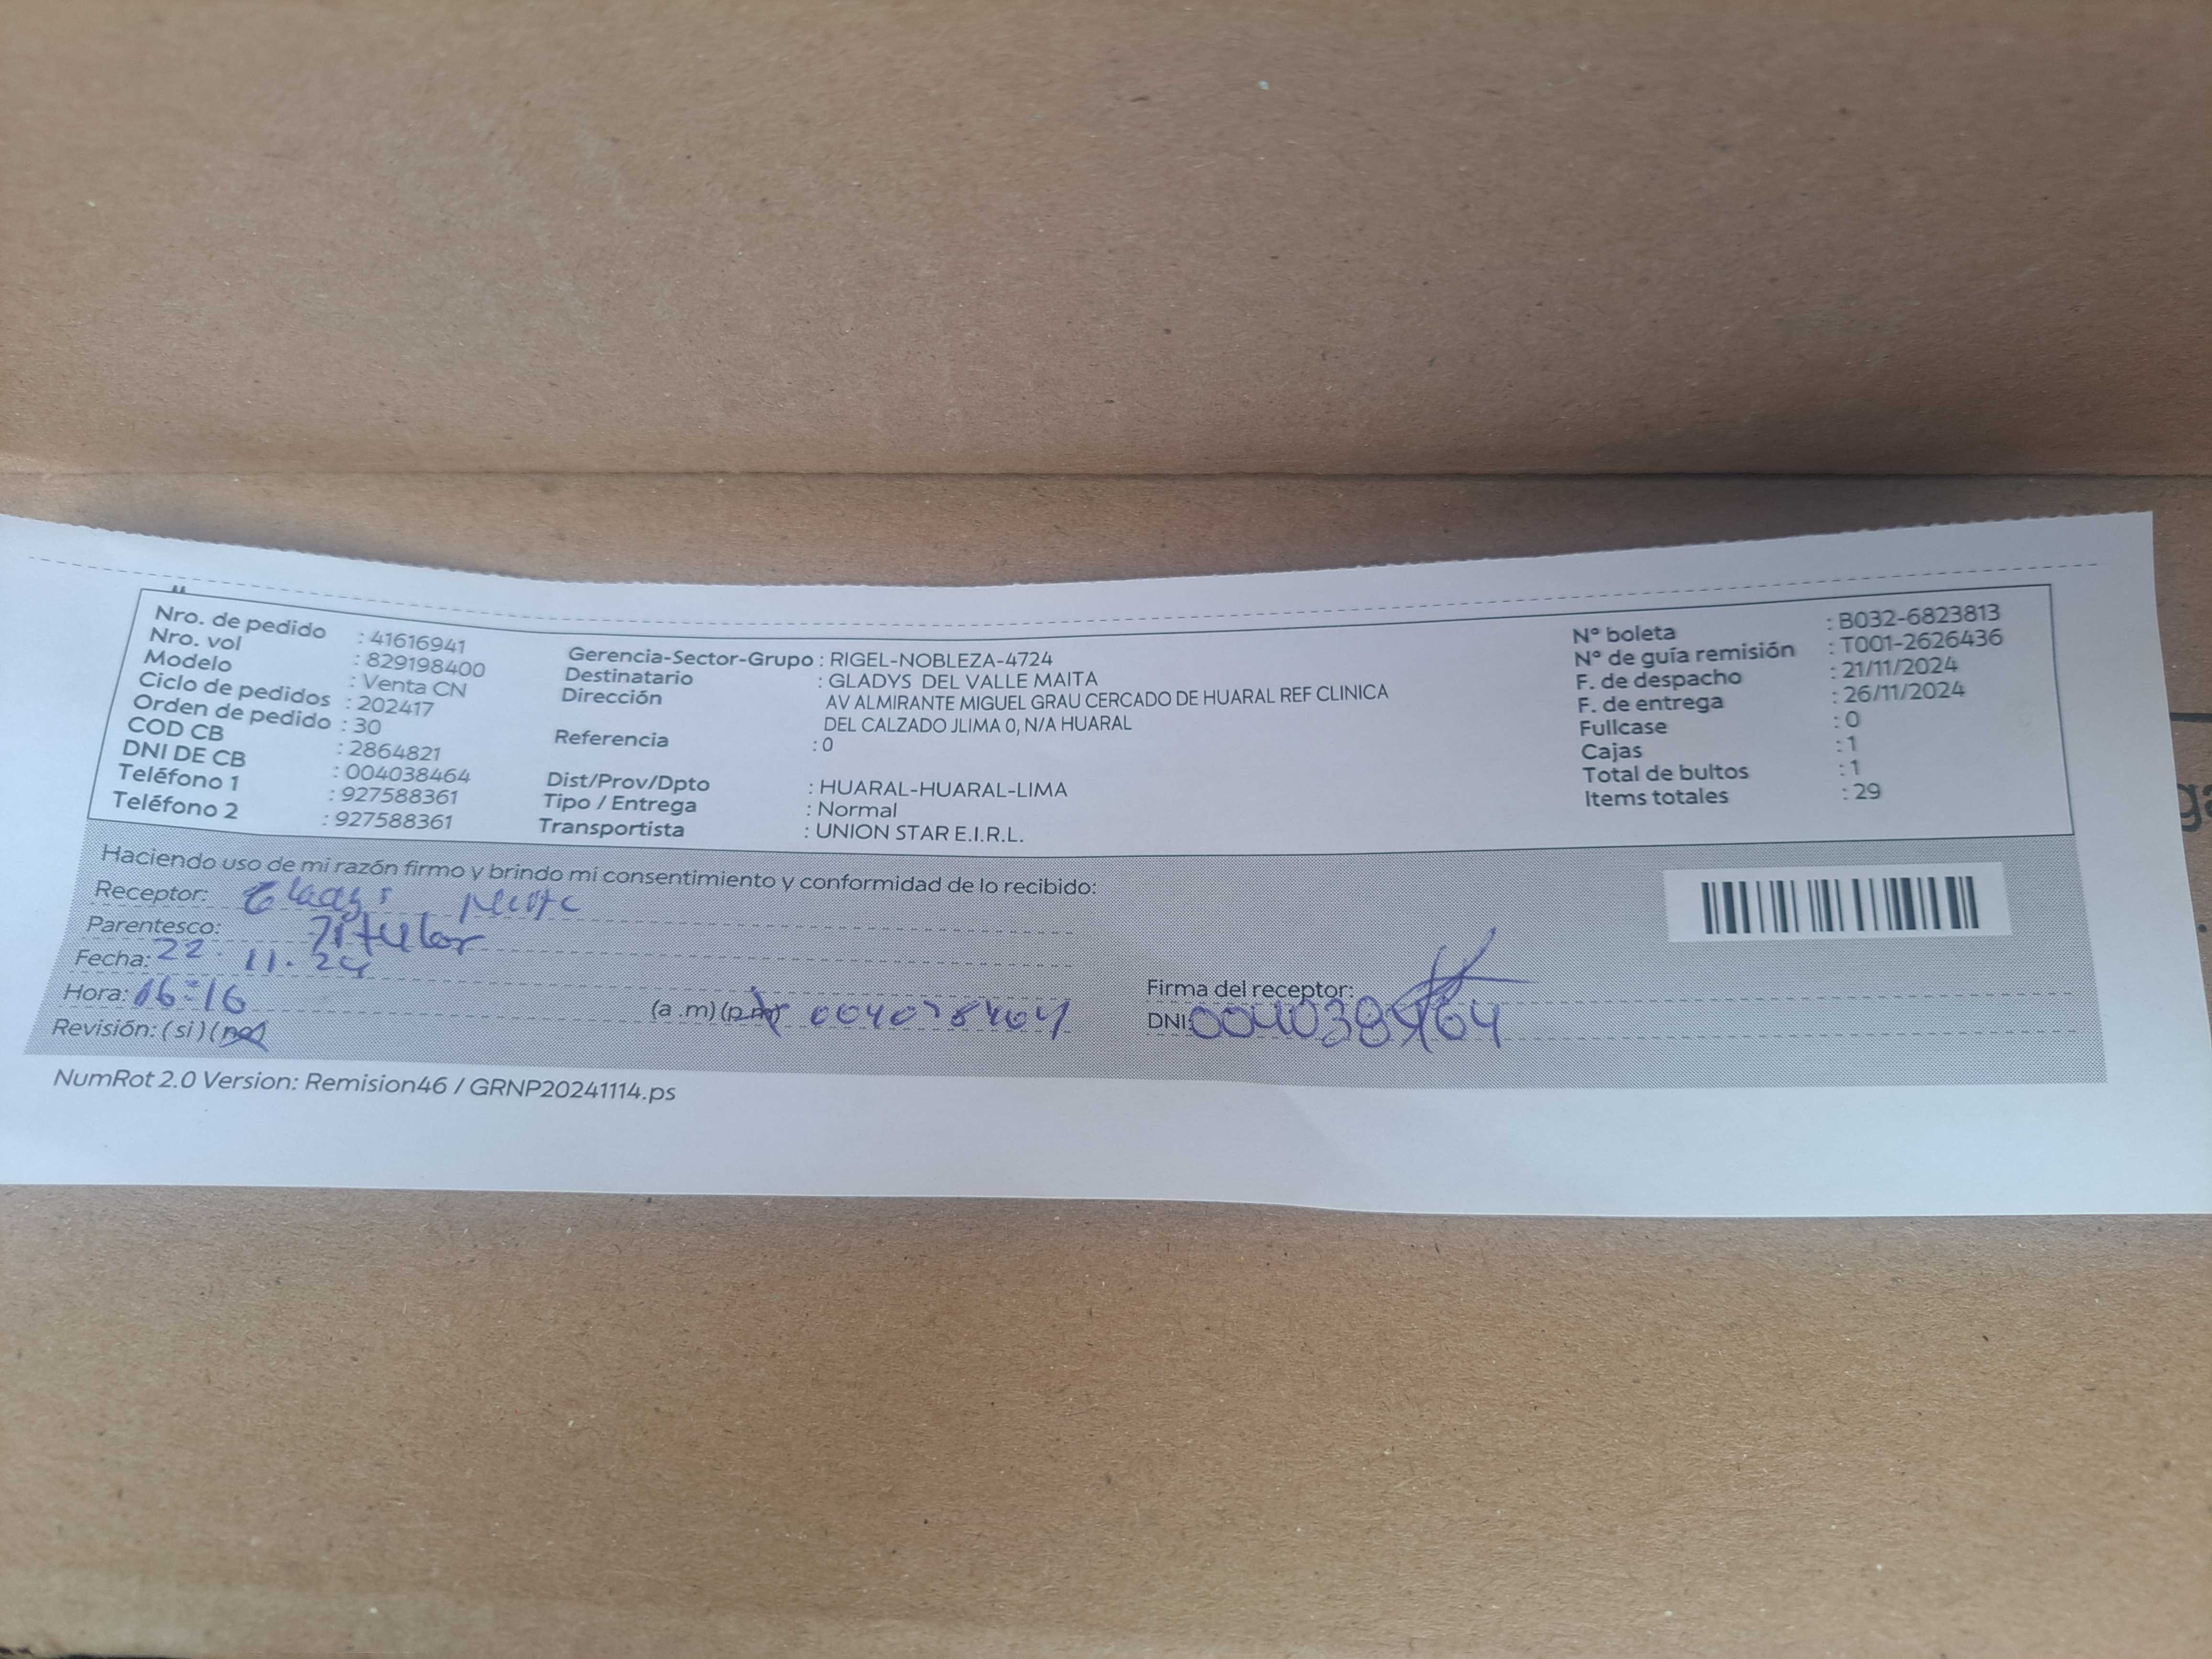 Nro. de pedido : 41616941
Nro. vol : 829198400
Modelo : Venta CN
Ciclo de pedidos : 202417
Orden de pedido : 30
COD CB : 2864821
DNI DE CB : 004038464
Teléfono 1 : 927588361
Teléfono 2 : 927588361
Gerencia-Sector-Grupo : RIGEL-NOBLEZA-4724
Destinatario : GLADYS DEL VALLE MAITA
Dirección AV ALMIRANTE MIGUEL GRAU CERCADO DE HUARAL REF CLINICA
DEL CALZADO JLIMA 0, N/A HUARAL
Referencia : 0
Dist/Prov/Dpto : HUARAL-HUARAL-LIMA
Tipo / Entrega : Normal
Transportista : UNION STAR E.I.R.L.
N° boleta : B032-6823813
N° de guía remisión : T001-2626436
F. de despacho : 21/11/2024
F. de entrega : 26/11/2024
Fullcase : 0
Cajas : 1
Total de bultos : 1
Items totales : 29
Haciendo uso de mi razón firmo y brindo mi consentimiento y conformidad de lo recibido:
Receptor: Gladys
Parentesco: Titular
Fecha: 22.11.24
Hora: 16:16 (a .m) (p.m)
Revisión: (si) (no)
Firma del receptor:
DNI: 004038464
NumRot 2.0 Version: Remision46 / GRNP20241114.ps